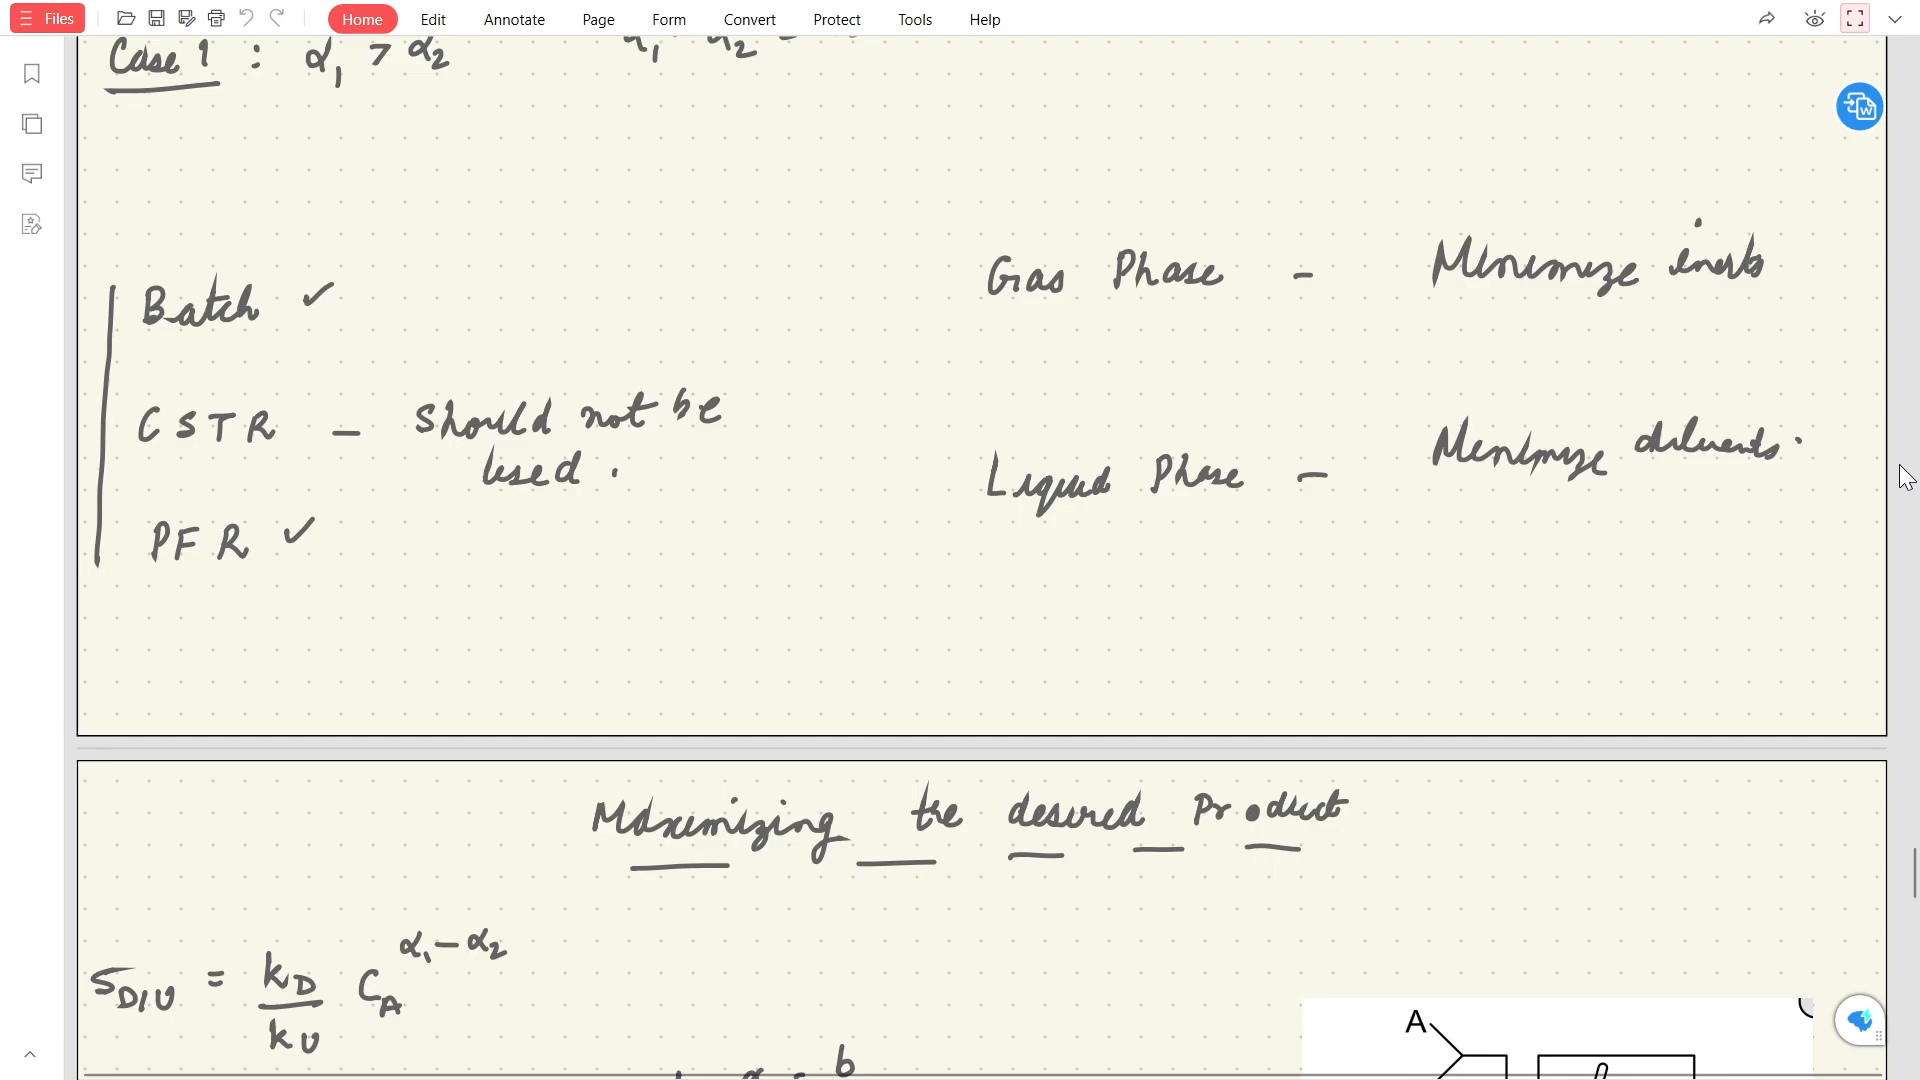 Files
Home Edit Annotate Page Form Convert Protect Tools Help
Case 1 : α1 > α2
Batch ✓
Gas Phase - Minimize inerts
CSTR - Should not be
used.
Liquid Phase - Minimize diluents.
PFR ✓
Maximizing the desired Product
S D/U = kD/kU CA^α1-α2
b
A